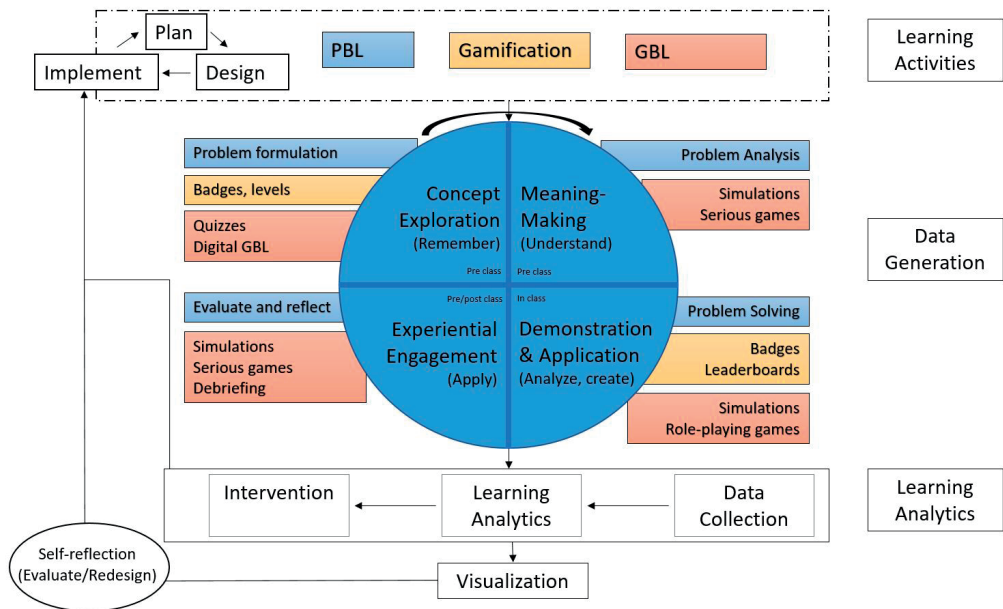 Plan
Implement
Design
PBL
Gamification
GBL
Learning
Activities
Problem formulation
Badges, levels
Quizzes
Digital GBL
Concept
Exploration
(Remember)
Pre class
Meaning-
Making
(Understand)
Pre class
Problem Analysis
Simulations
Serious games
Data
Generation
Evaluate and reflect
Simulations
Serious games
Debriefing
Pre/post class
Experiential
Engagement
(Apply)
In class
Demonstration
& Application
(Analyze, create)
Problem Solving
Badges
Leaderboards
Simulations
Role-playing games
Intervention
Learning
Analytics
Data
Collection
Learning
Analytics
Self-reflection
(Evaluate/Redesign)
Visualization